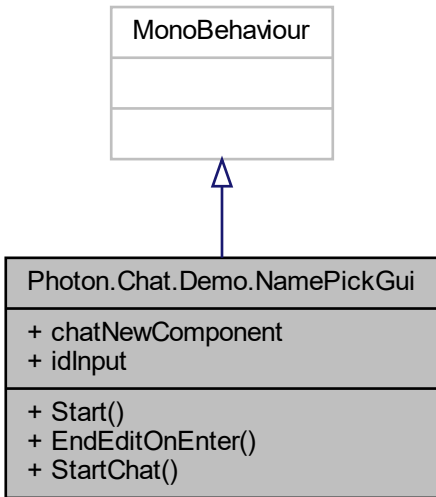 MonoBehaviour
Photon.Chat.Demo.NamePickGui
+ chatNewComponent
+ idInput
+ Start()
+ EndEditOnEnter()
+ StartChat()